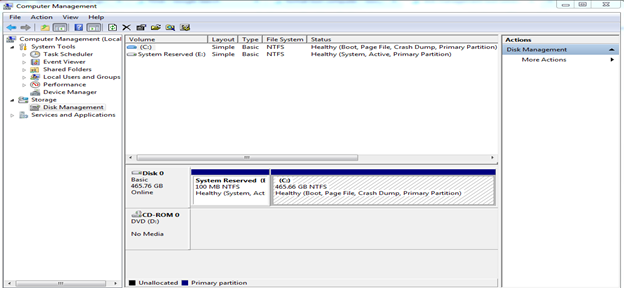 Computer Management
File Action View Help
Computer Management (Local
System Tools
Task Scheduler
Event Viewer
Shared Folders
Local Users and Groups
Performance
Device Manager
Storage
Disk Management
Services and Applications
Volume Layout Type File System Status
(C:) Simple Basic NTFS Healthy (Boot, Page File, Crash Dump, Primary Partition)
System Reserved (E:) Simple Basic NTFS Healthy (System, Active, Primary Partition)
Disk 0
Basic
465.76 GB
Online
System Reserved (I
100 MB NTFS
Healthy (System, Act
(C:)
465.66 GB NTFS
Healthy (Boot, Page File, Crash Dump, Primary Partition)
CD-ROM 0
DVD (D:)
No Media
Unallocated Primary partition
Actions
Disk Management
More Actions